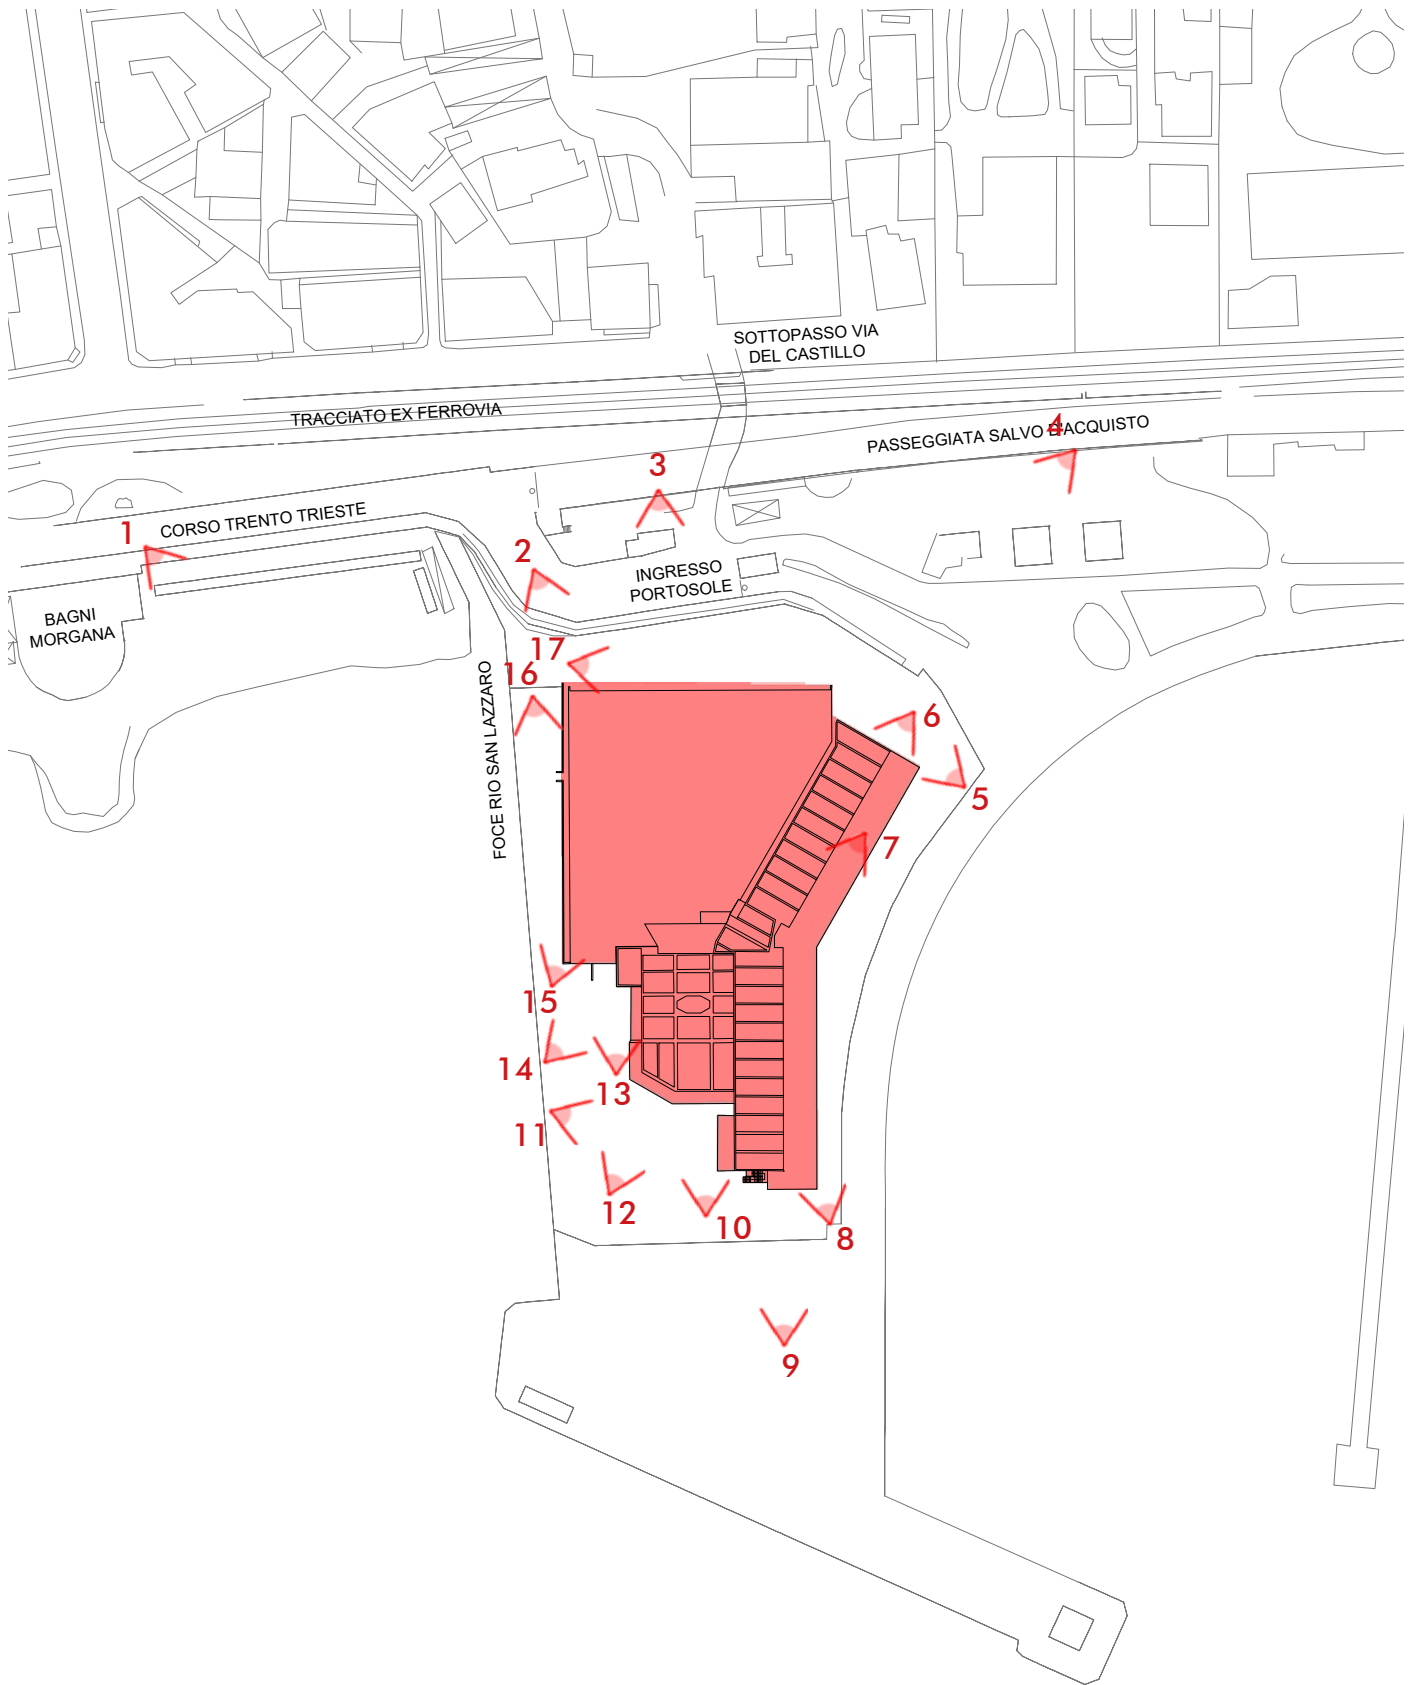 SOTTOPASSO VIA
DEL CASTILLO
TRACCIATO EX FERROVIA
4
PASSEGGIATA SALVO D'ACQUISTO
3
CORSO TRENTO TRIESTE
1
2
INGRESSO
PORTOSOLE
BAGNI
MORGANA
17
16
FOCE RIO SAN LAZZARO
6
5
7
15
14
13
11
12
10
8
9